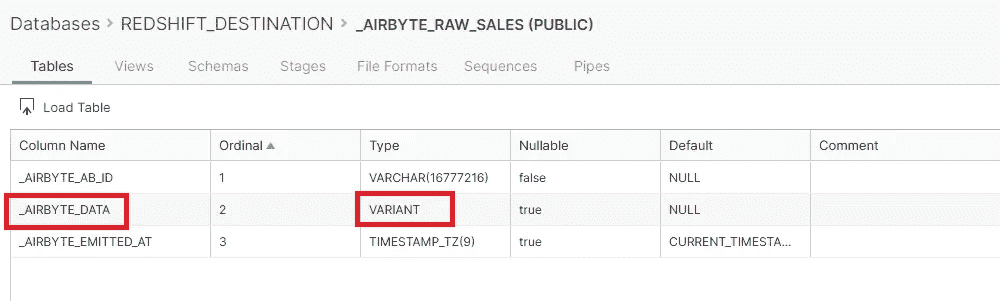 Databases > REDSHIFT_DESTINATION > _AIRBYTE_RAW_SALES (PUBLIC)
Tables Views Schemas Stages File Formats Sequences Pipes
Load Table
Column Name Ordinal Type Nullable Default Comment
_AIRBYTE_AB_ID 1 VARCHAR(16777216) false NULL
_AIRBYTE_DATA 2 VARIANT true NULL
_AIRBYTE_EMITTED_AT 3 TIMESTAMP_TZ(9) true CURRENT_TIMESTA...